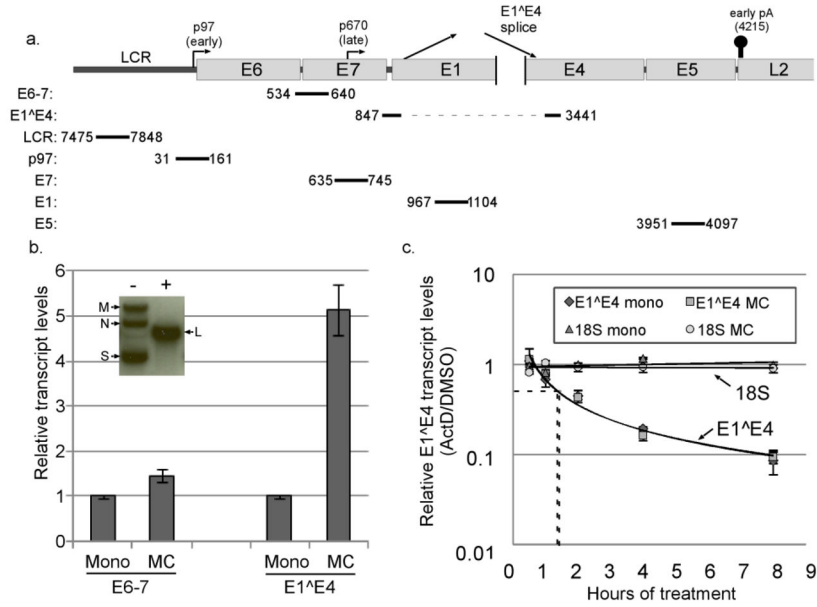 a.
LCR
p97
(early)
p670
(late)
E1^E4
splice
early pA
(4215)
E6
E7
E1
E4
E5
L2
E6-7: 534 640
E1^E4: 847 3441
LCR: 7475 7848
p97: 31 161
E7: 635 745
E1: 967 1104
E5: 3951 4097
b.
Relative transcript levels
6
5
4
3
2
1
0
- +
M
N
S
L
Mono MC Mono MC
E6-7 E1^E4
c.
Relative E1^E4 transcript levels
(ActD/DMSO)
10
1
0.1
0.01
E1^E4 mono E1^E4 MC
18S mono 18S MC
18S
E1^E4
0 1 2 3 4 5 6 7 8 9
Hours of treatment